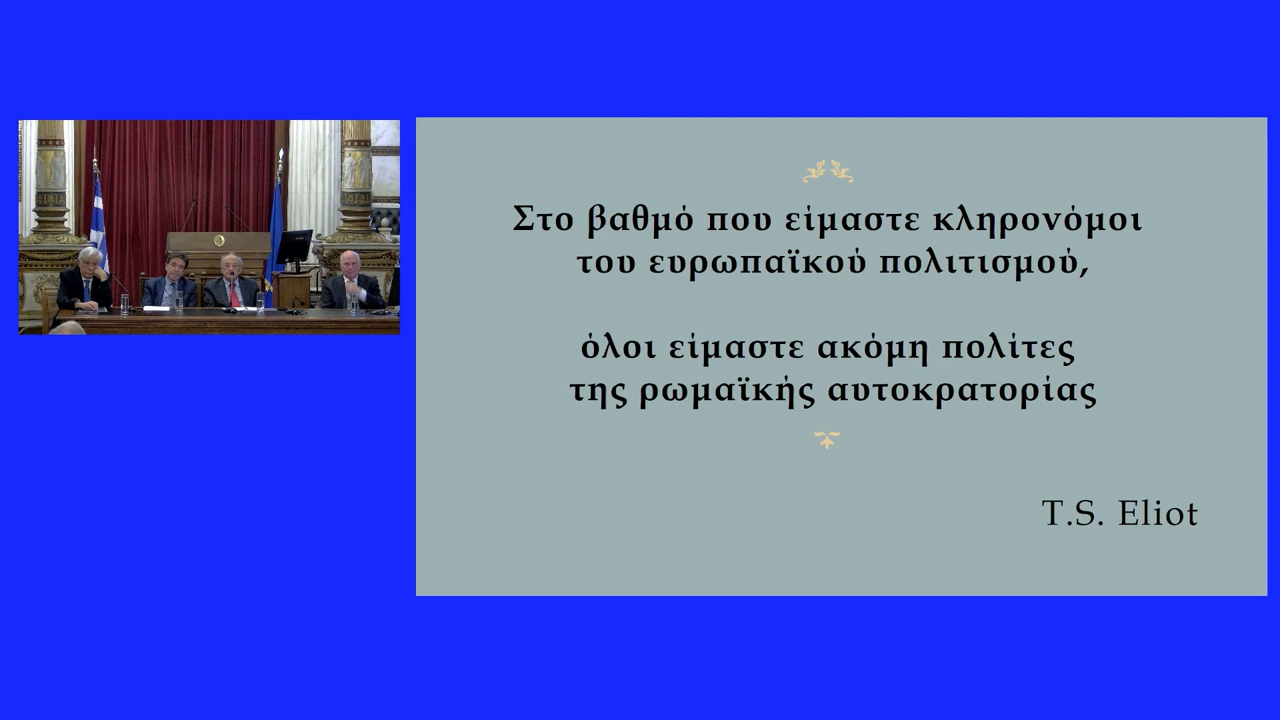 Στο βαθμό που είμαστε κληρονόμοι
του ευρωπαϊκού πολιτισμού,
όλοι είμαστε ακόμη πολίτες
της ρωμαϊκής αυτοκρατορίας
T.S. Eliot